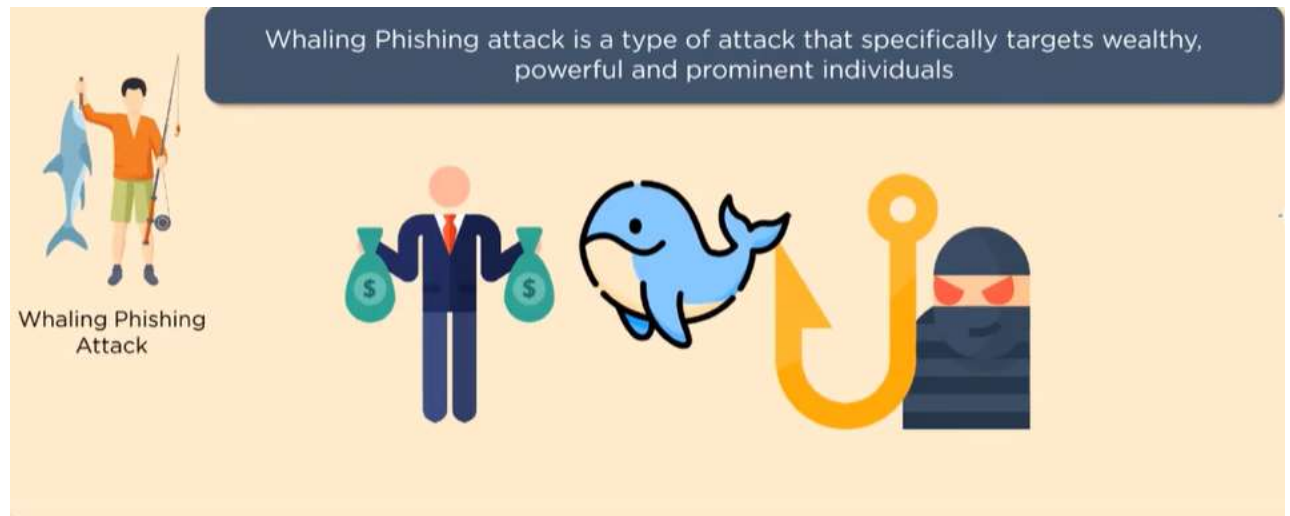 Whaling Phishing attack is a type of attack that specifically targets wealthy,
powerful and prominent individuals
$
$
Whaling Phishing
Attack